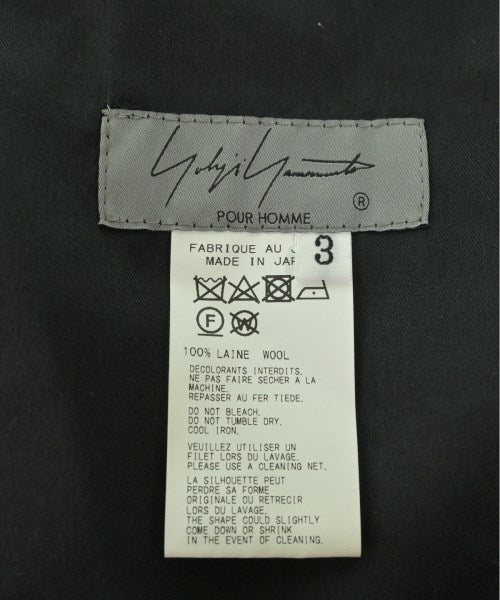 Yohji Yamamoto
®
POUR HOMME
FABRIQUE AU
3
MADE IN JAP
F
W
100% LAINE WOOL
DECOLORANTS INTERDITS.
NE PAS FAIRE SECHER A LA
MACHINE.
REPASSER AU FER TIEDE.
DO NOT BLEACH.
DO NOT TUMBLE DRY.
COOL IRON.
VEUILLEZ UTILISER UN
FILET LORS DU LAVAGE.
PLEASE USE A CLEANING NET.
LA SILHOUETTE PEUT
PERDRE SA FORME
ORIGINALE OU RETRECIR
LORS DU LAVAGE.
THE SHAPE COULD SLIGHTLY
COME DOWN OR SHRINK
IN THE EVENT OF CLEANING.